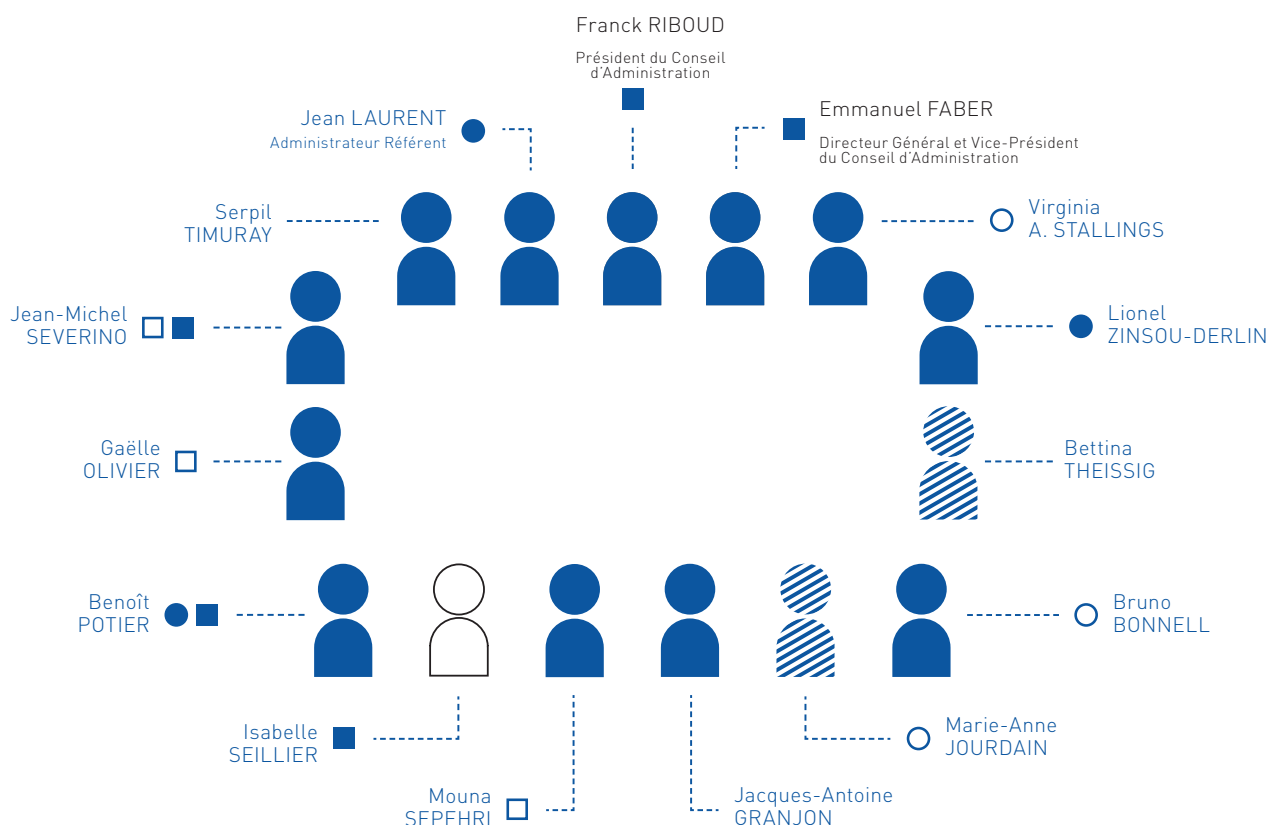 Franck RIBOUD
Président du Conseil
d'Administration
Jean LAURENT
Administrateur Référent
Emmanuel FABER
Directeur Général et Vice-Président
du Conseil d'Administration
Serpil
TIMURAY
Virginia
A. STALLINGS
Jean-Michel
SEVERINO
Lionel
ZINSOU-DERLIN
Gaëlle
OLIVIER
Bettina
THEISSIG
Benoît
POTIER
Bruno
BONNELL
Isabelle
SEILLIER
Marie-Anne
JOURDAIN
Mouna
SEPEHRI
Jacques-Antoine
GRANJON